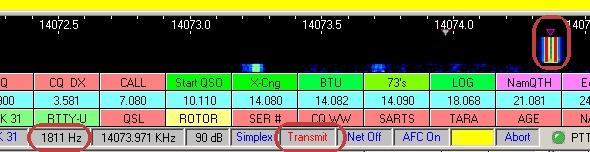 14072.5 14073.0 14073.5 14074.0 1407
Q CQ DX CALL Start QSO X-Cng BTU 73's LOG NamQTH E
900 3.581 7.080 10.110 14.080 14.082 14.090 18.068 21.081 24
K 31 RTTY-U QSL ROTOR SER # CQ WW SARTS TARA AGE NA
K 31 1811 Hz 14073.971 KHz 90 dB Simplex Transmit Net Off AFC On Abort PTT